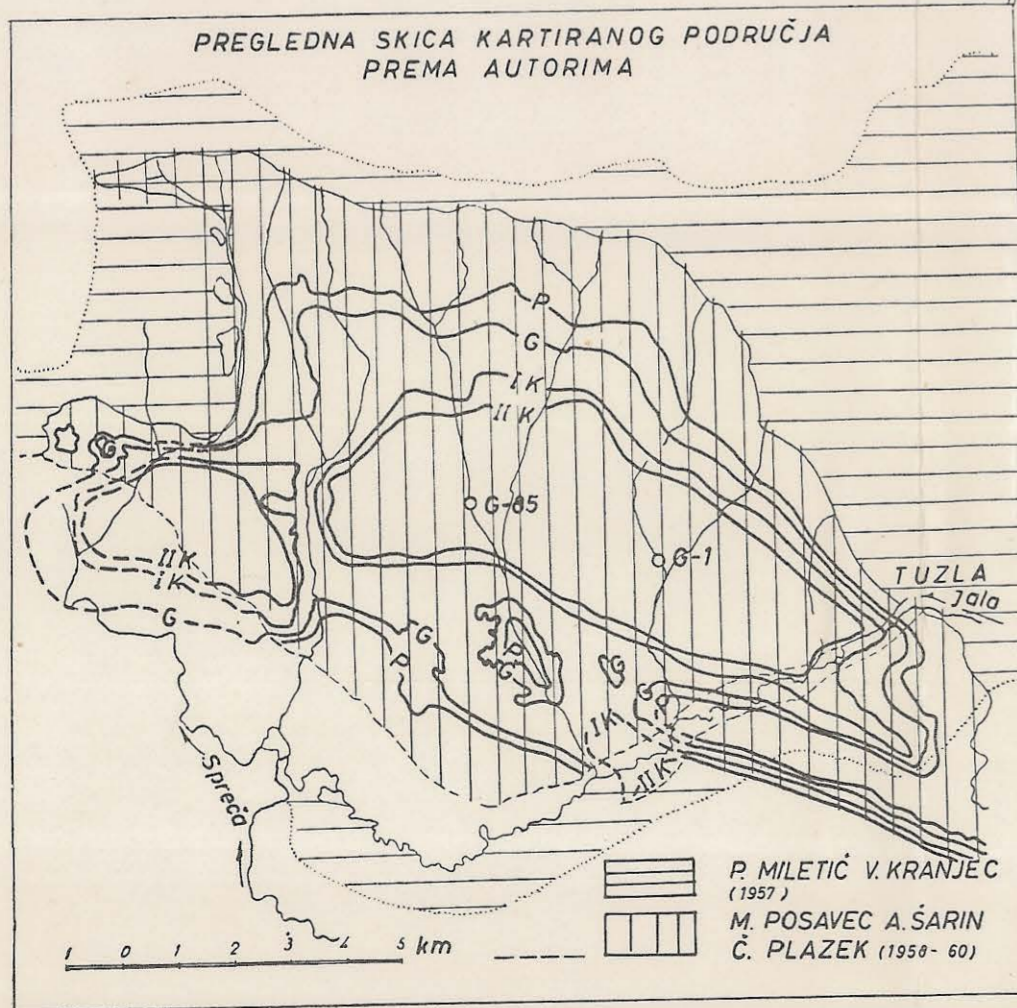 PREGLEDNA SKICA KARTIRANOG PODRUČJA
PREMA AUTORIMA
P
G
I K
II K
G
G-85
G-1
TUZLA
Jala
II K
I K
G
G
P
P
G
G
G
I K
II K
Spreča
P. MILETIĆ V. KRANJEC
(1957)
M. POSAVEC A. ŠARIN
Č. PLAZEK (1958-60)
1 0 1 2 3 4 5 km